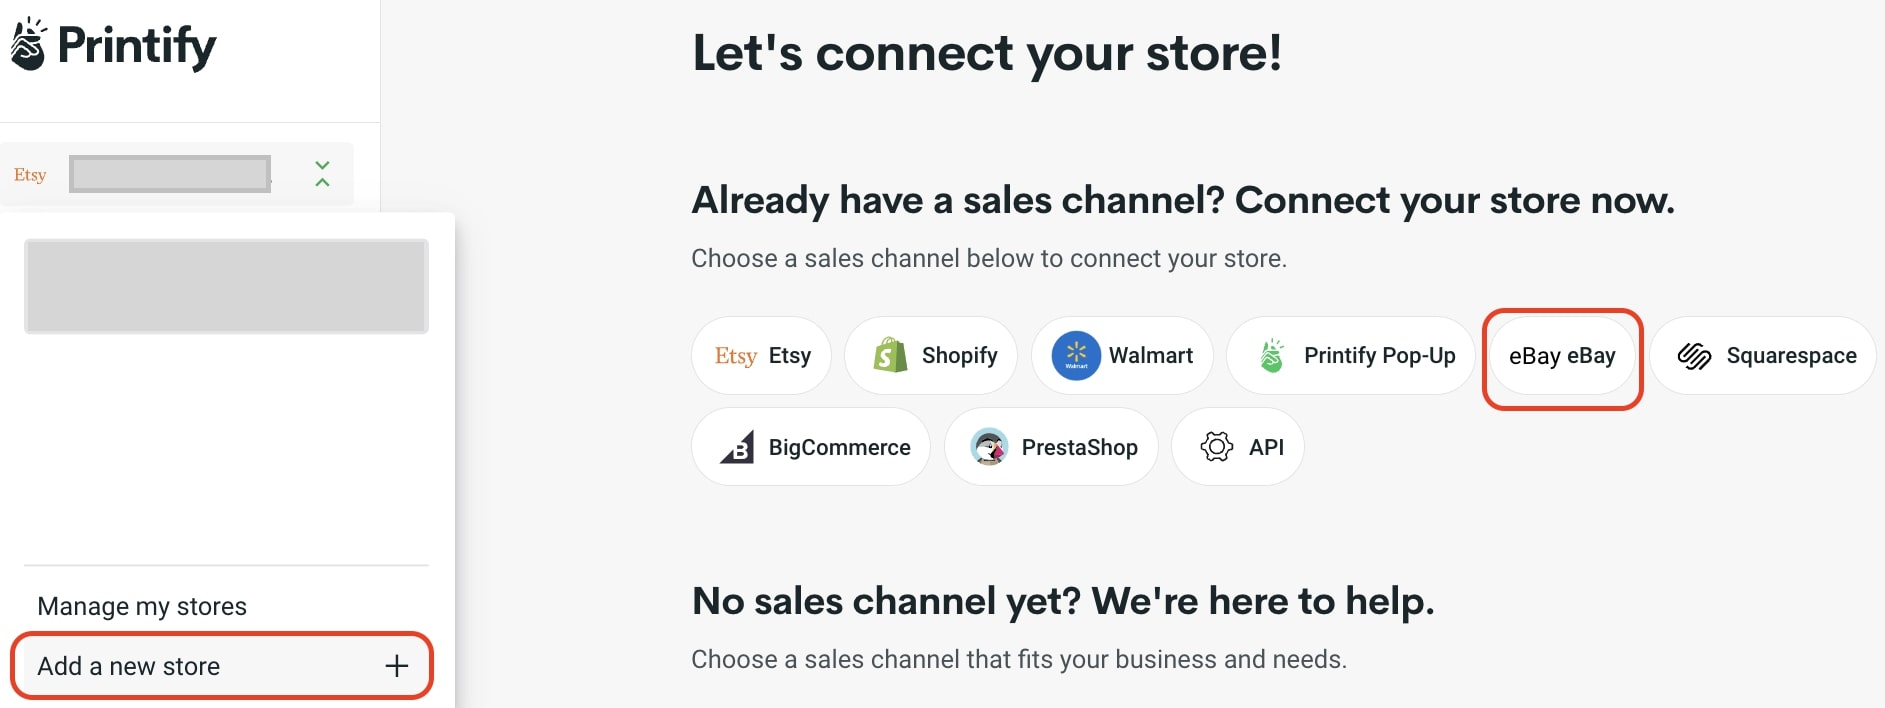 Printify
Etsy
Manage my stores
Add a new store
Let's connect your store!
Already have a sales channel? Connect your store now.
Choose a sales channel below to connect your store.
Etsy Etsy
S Shopify
Walmart Walmart
Printify Pop-Up
eBay eBay
Squarespace
B BigCommerce
PrestaShop
API
No sales channel yet? We're here to help.
Choose a sales channel that fits your business and needs.